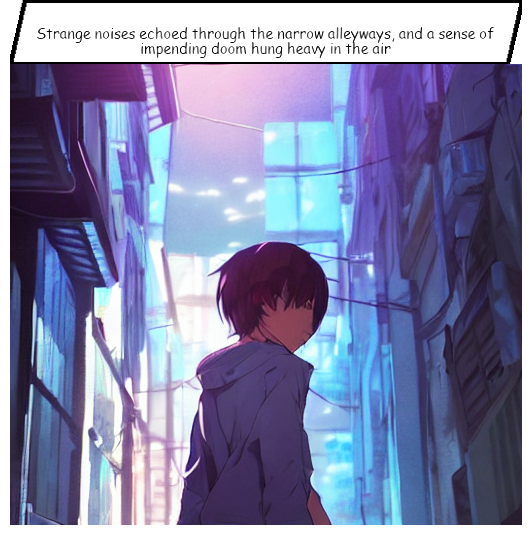 Strange noises echoed through the narrow alleyways, and a sense of
impending doom hung heavy in the air